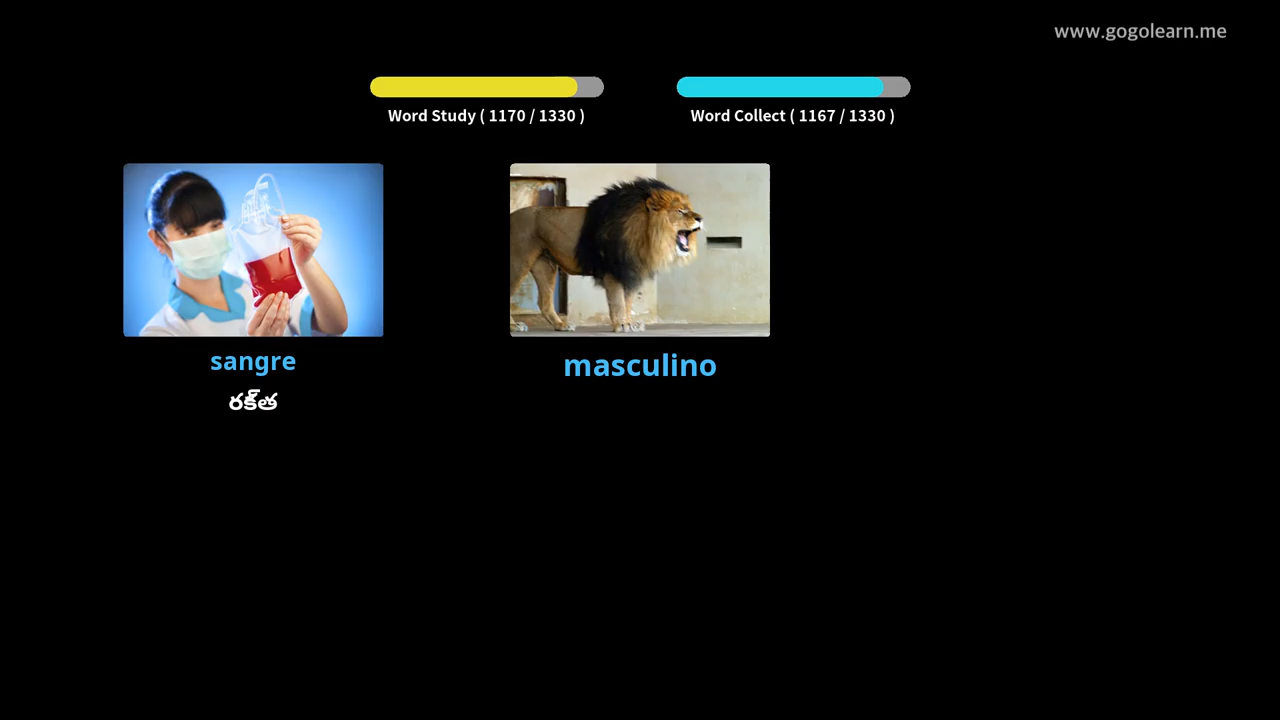 www.gogolearn.me
Word Study ( 1170 / 1330 )
Word Collect ( 1167 / 1330 )
sangre
రక్త
masculino